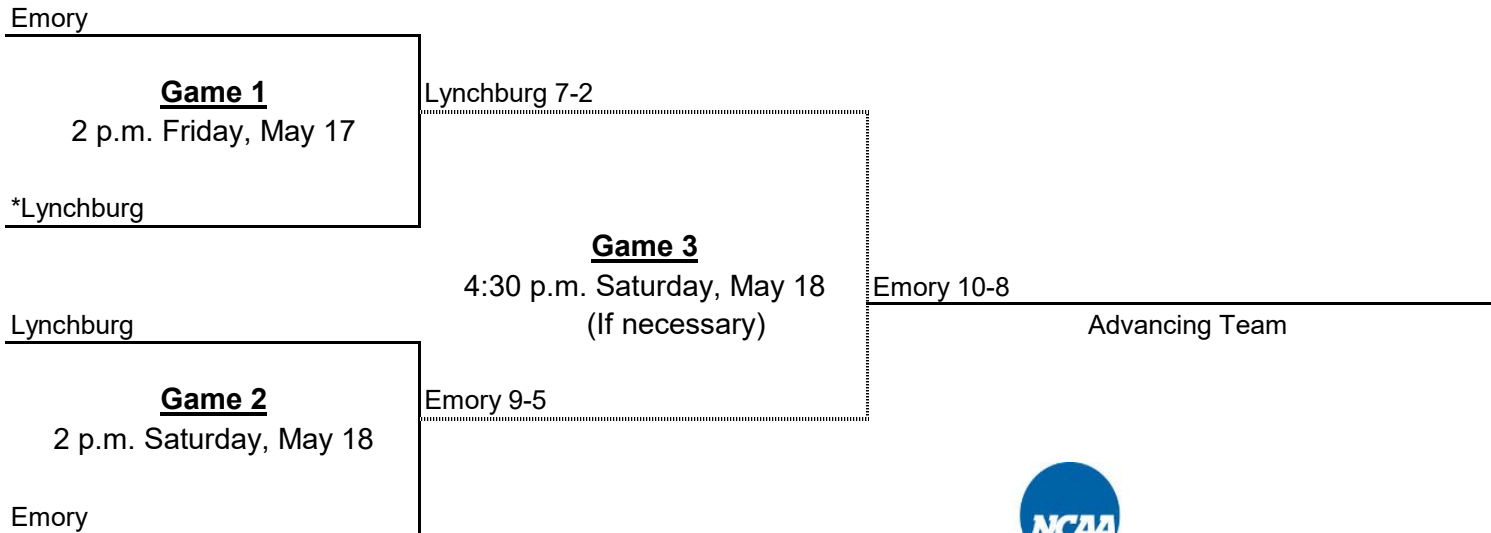 Emory
Game 1
Lynchburg 7-2
2 p.m. Friday, May 17
*Lynchburg
Game 3
4:30 p.m. Saturday, May 18
Emory 10-8
(If necessary)
Advancing Team
Lynchburg
Game 2
Emory 9-5
2 p.m. Saturday, May 18
Emory
NCAA